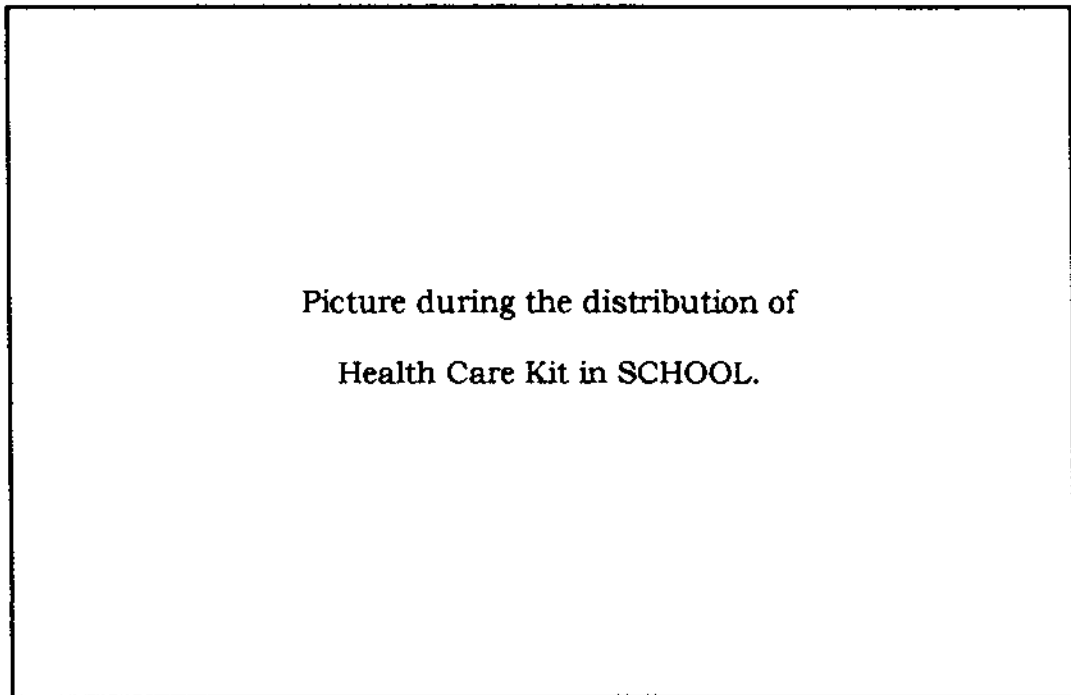 Picture during the distribution of
Health Care Kit in SCHOOL.